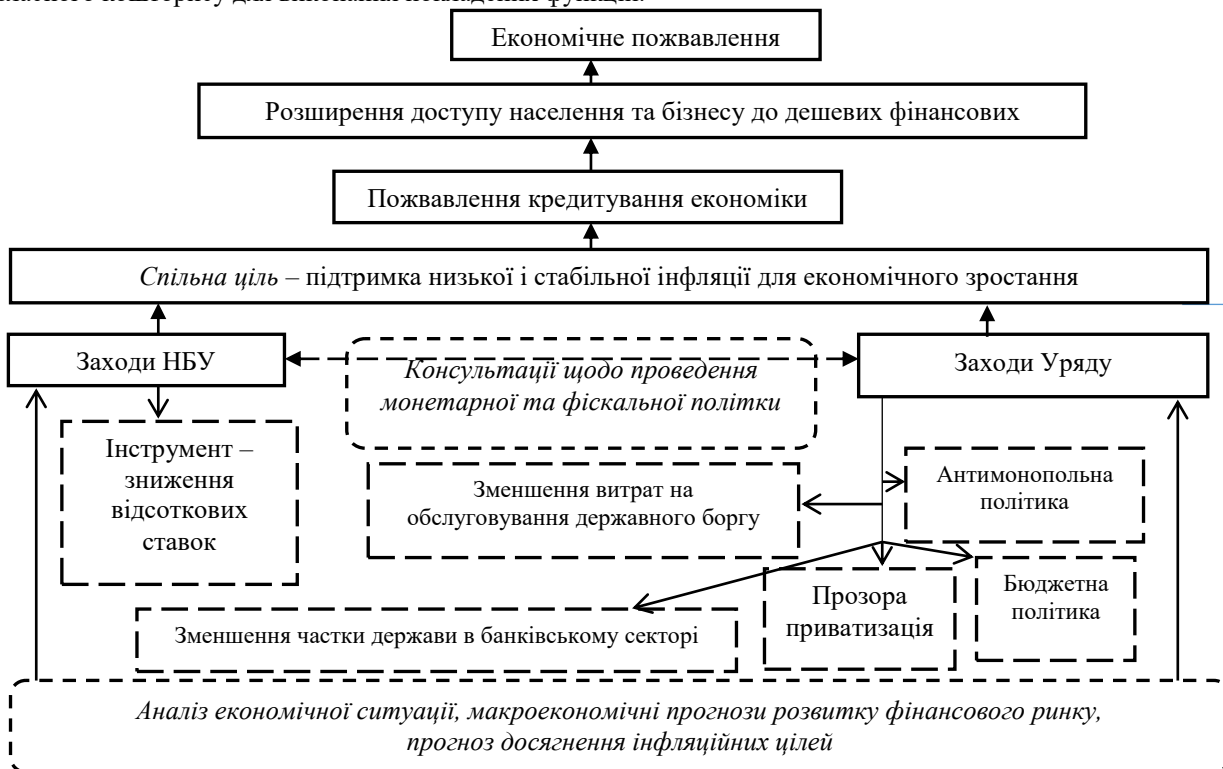 Економічне пожвавлення
Розширення доступу населення та бізнесу до дешевих фінансових
Пожвавлення кредитування економіки
Спільна ціль – підтримка низької і стабільної інфляції для економічного зростання
Заходи НБУ
Консультації щодо проведення
монетарної та фіскальної політки
Заходи Уряду
Інструмент –
зниження
відсоткових
ставок
Зменшення витрат на
обслуговування державного боргу
Антимонопольна
політика
Зменшення частки держави в банківському секторі
Прозора
приватизація
Бюджетна
політика
Аналіз економічної ситуації, макроекономічні прогнози розвитку фінансового ринку,
прогноз досягнення інфляційних цілей